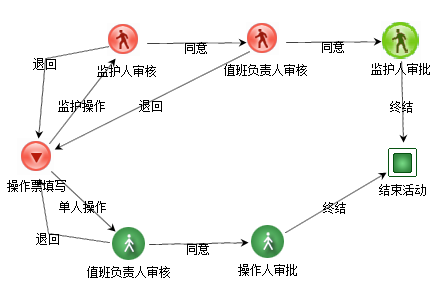 同意
同意
退回
监护人审核
值班负责人审核
监护人审批
监护操作
退回
终结
操作票填写
结束活动
单人操作
终结
退回
同意
值班负责人审核
操作人审批